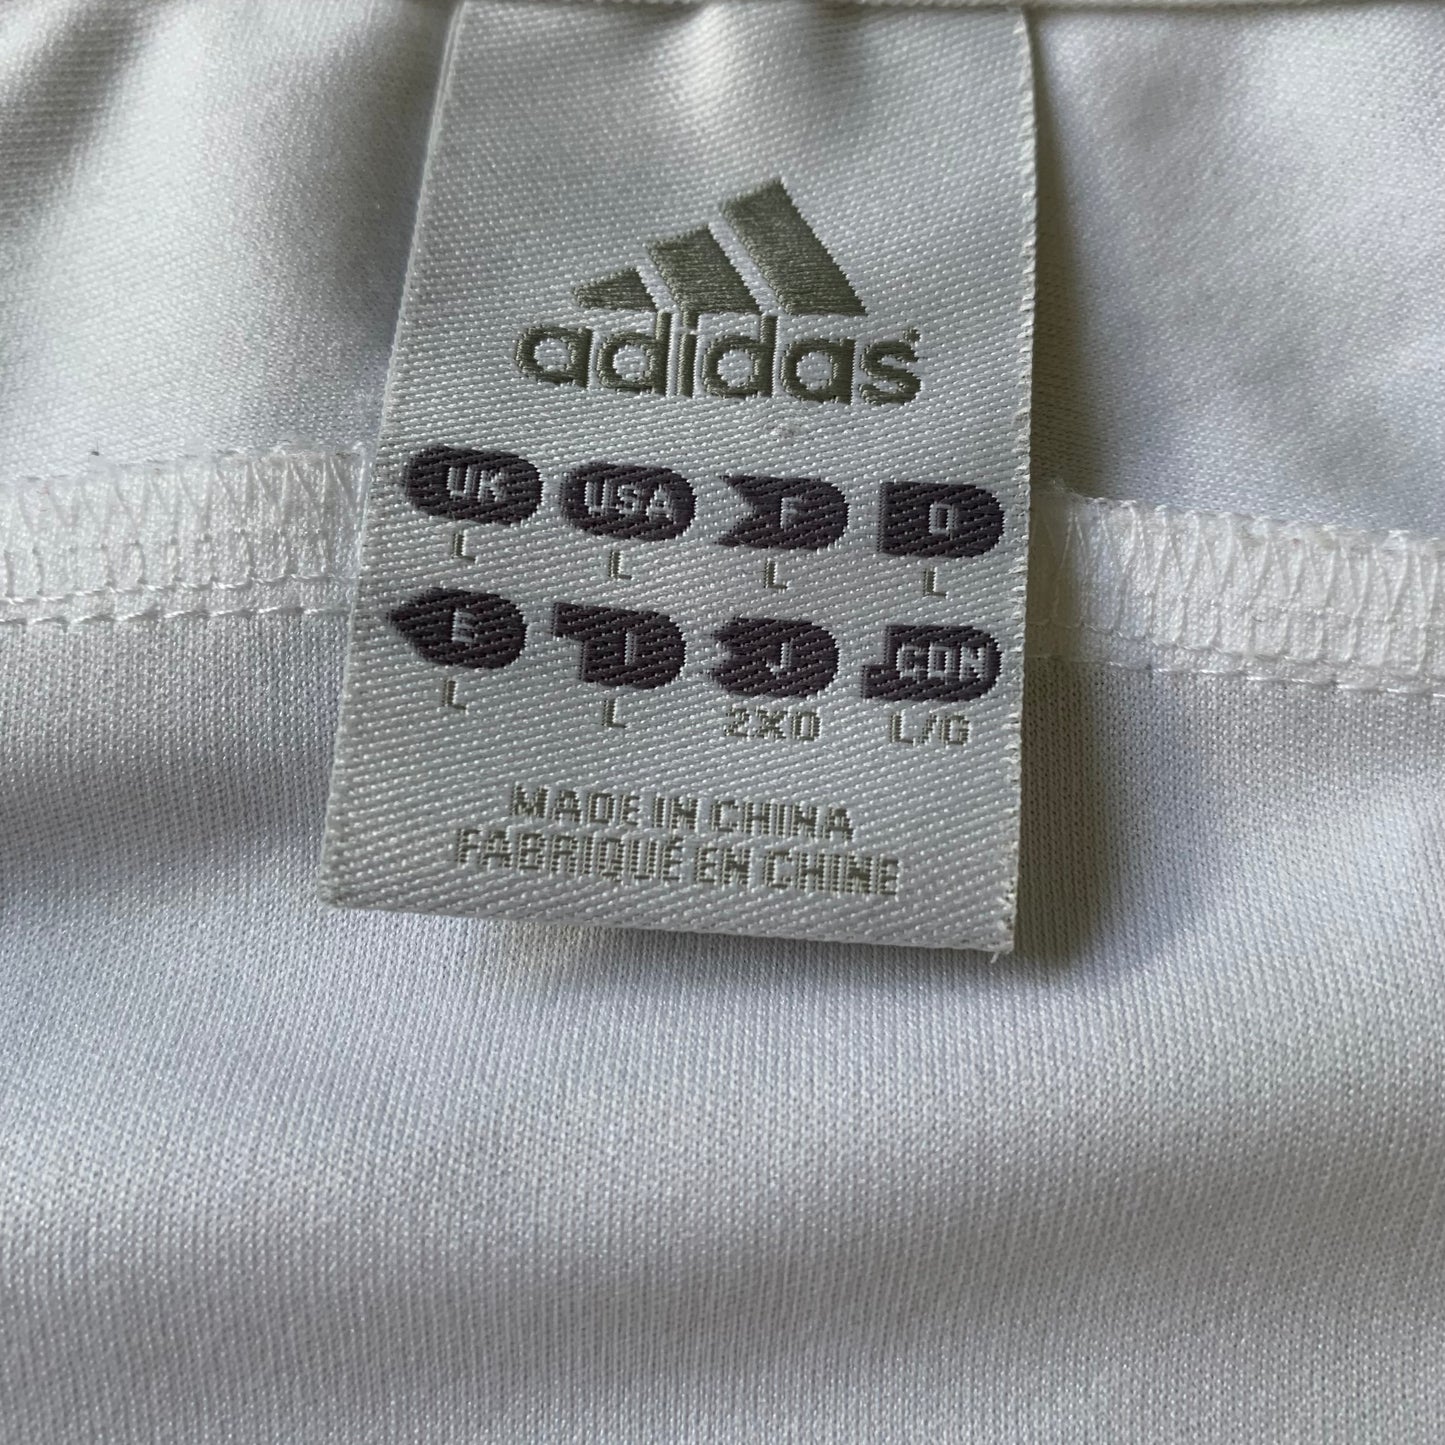 adidas
UK USA F D
L L L L
E I J CDN
L L 2XO L/G
MADE IN CHINA
FABRIQUÉ EN CHINE